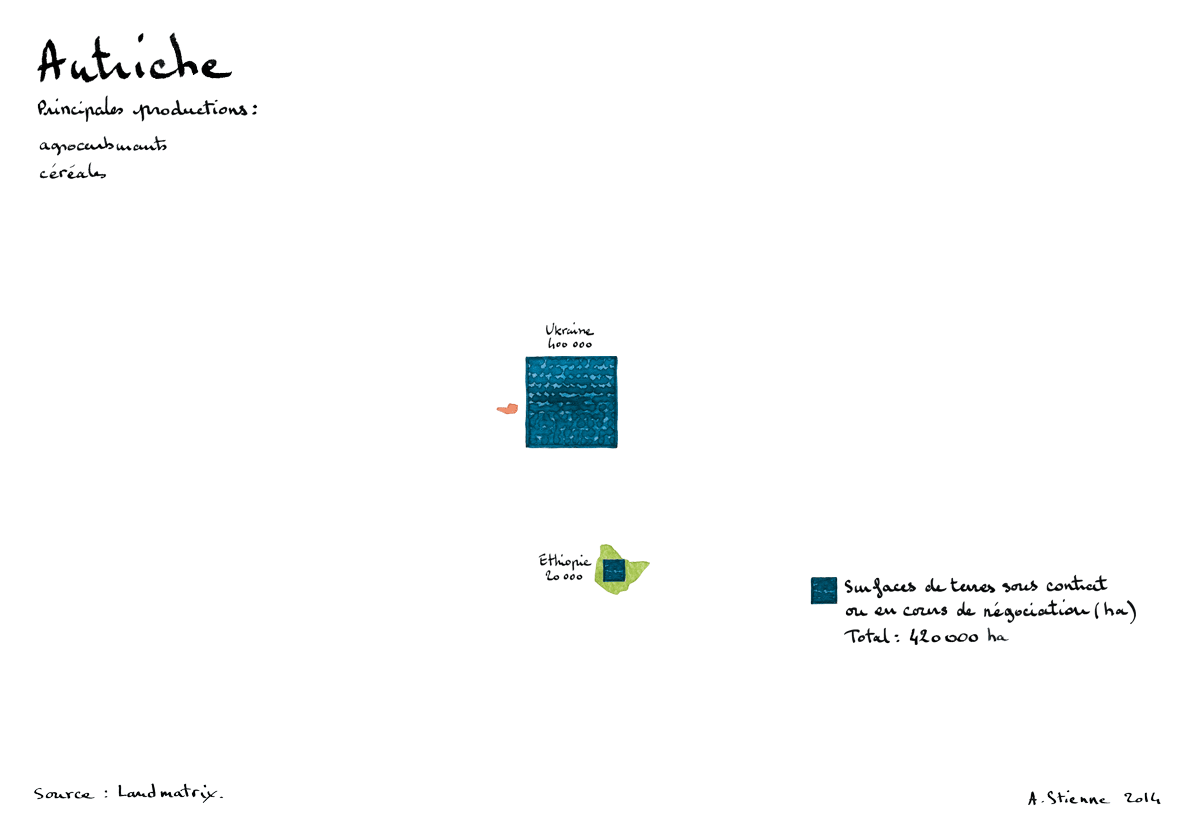 Autriche
Principales productions :
agrocarburants
céréales
Ukraine
400 000
Ethiopie
20 000
Surfaces de terres sous contrat
ou en cours de négociation (ha)
Total : 420 000 ha
Source : Landmatrix.
A. Stienne 2014